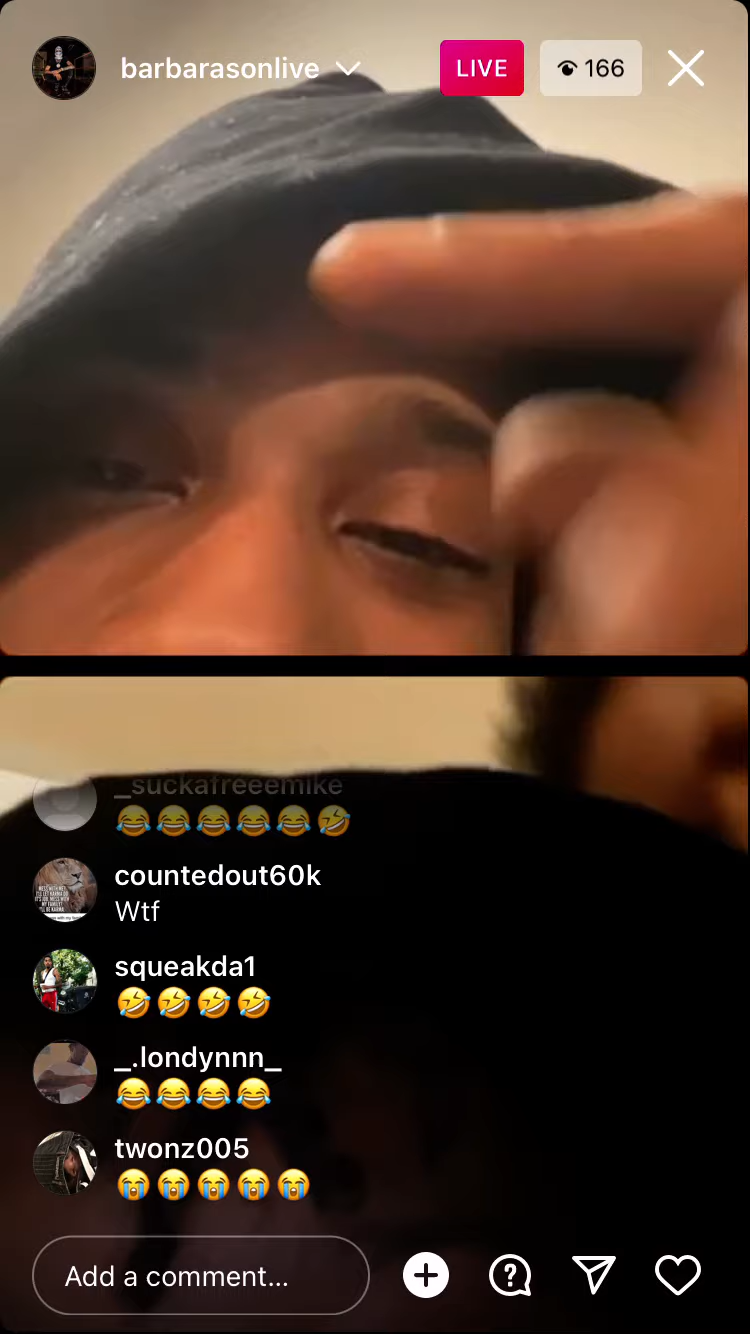 barbarasonlive
LIVE
166
_suckafreeemike
😂😂😂😂😂🤣
countedout60k
Wtf
squeakda1
🤣🤣🤣🤣
_.londynnn_
😂😂😂😂
twonz005
😭😭😭😭😭
Add a comment...